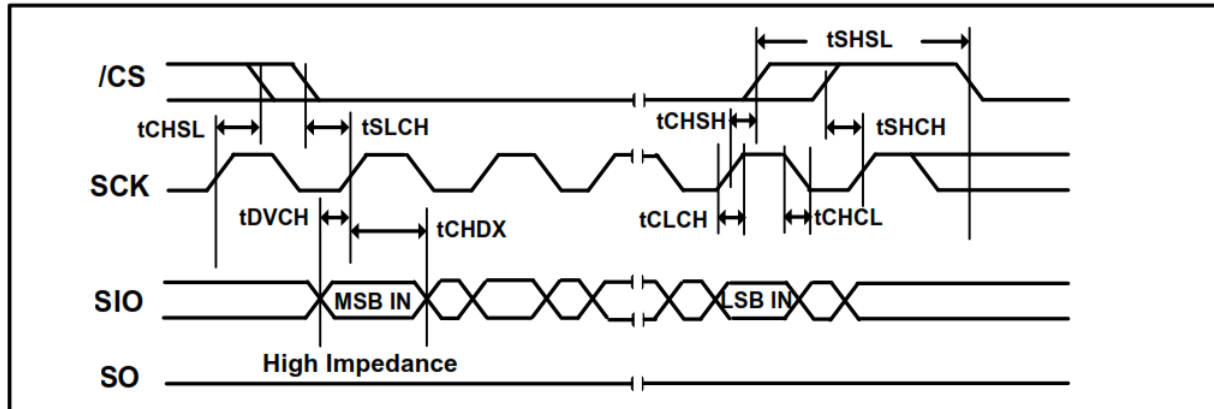 tSHSL
/CS
tCHSL
tSLCH
tCHSH
tSHCH
SCK
tDVCH
tCHDX
tCLCH
tCHCL
SIO
MSB IN
LSB IN
High Impedance
SO